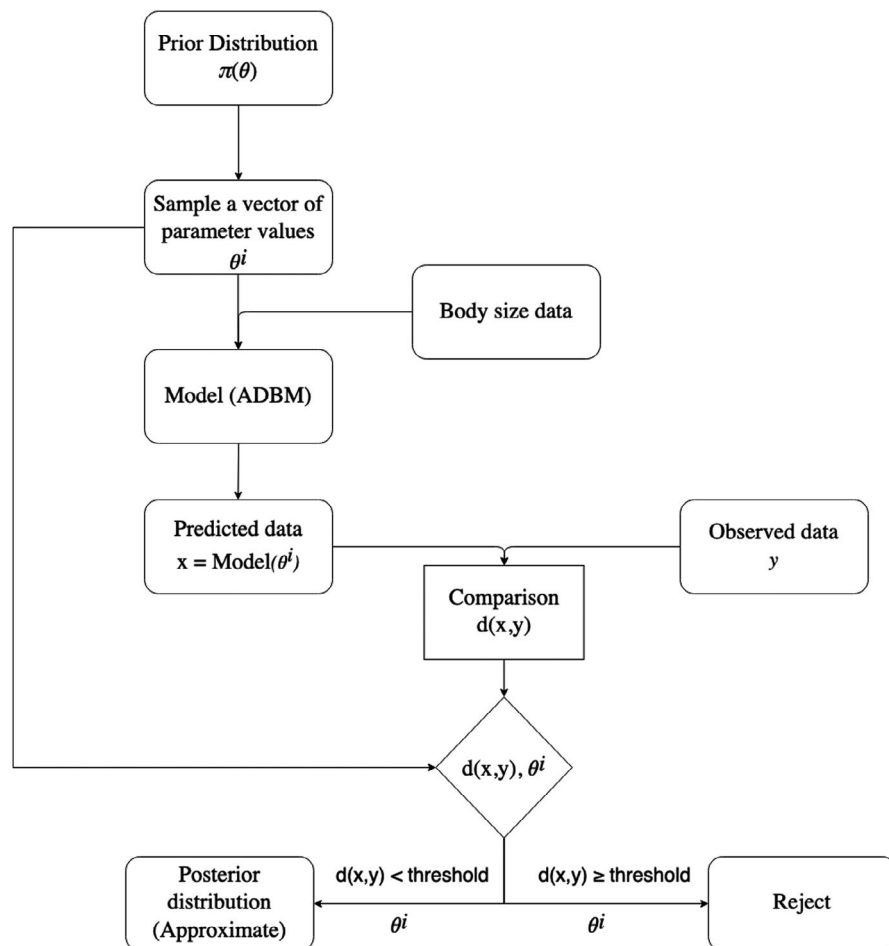 Prior Distribution
π(θ)
Sample a vector of
parameter values
θⁱ
Body size data
Model (ADBM)
Predicted data
x = Model(θⁱ)
Observed data
y
Comparison
d(x,y)
d(x,y), θⁱ
Posterior
distribution
(Approximate)
d(x,y) < threshold
θⁱ
d(x,y) ≥ threshold
θⁱ
Reject